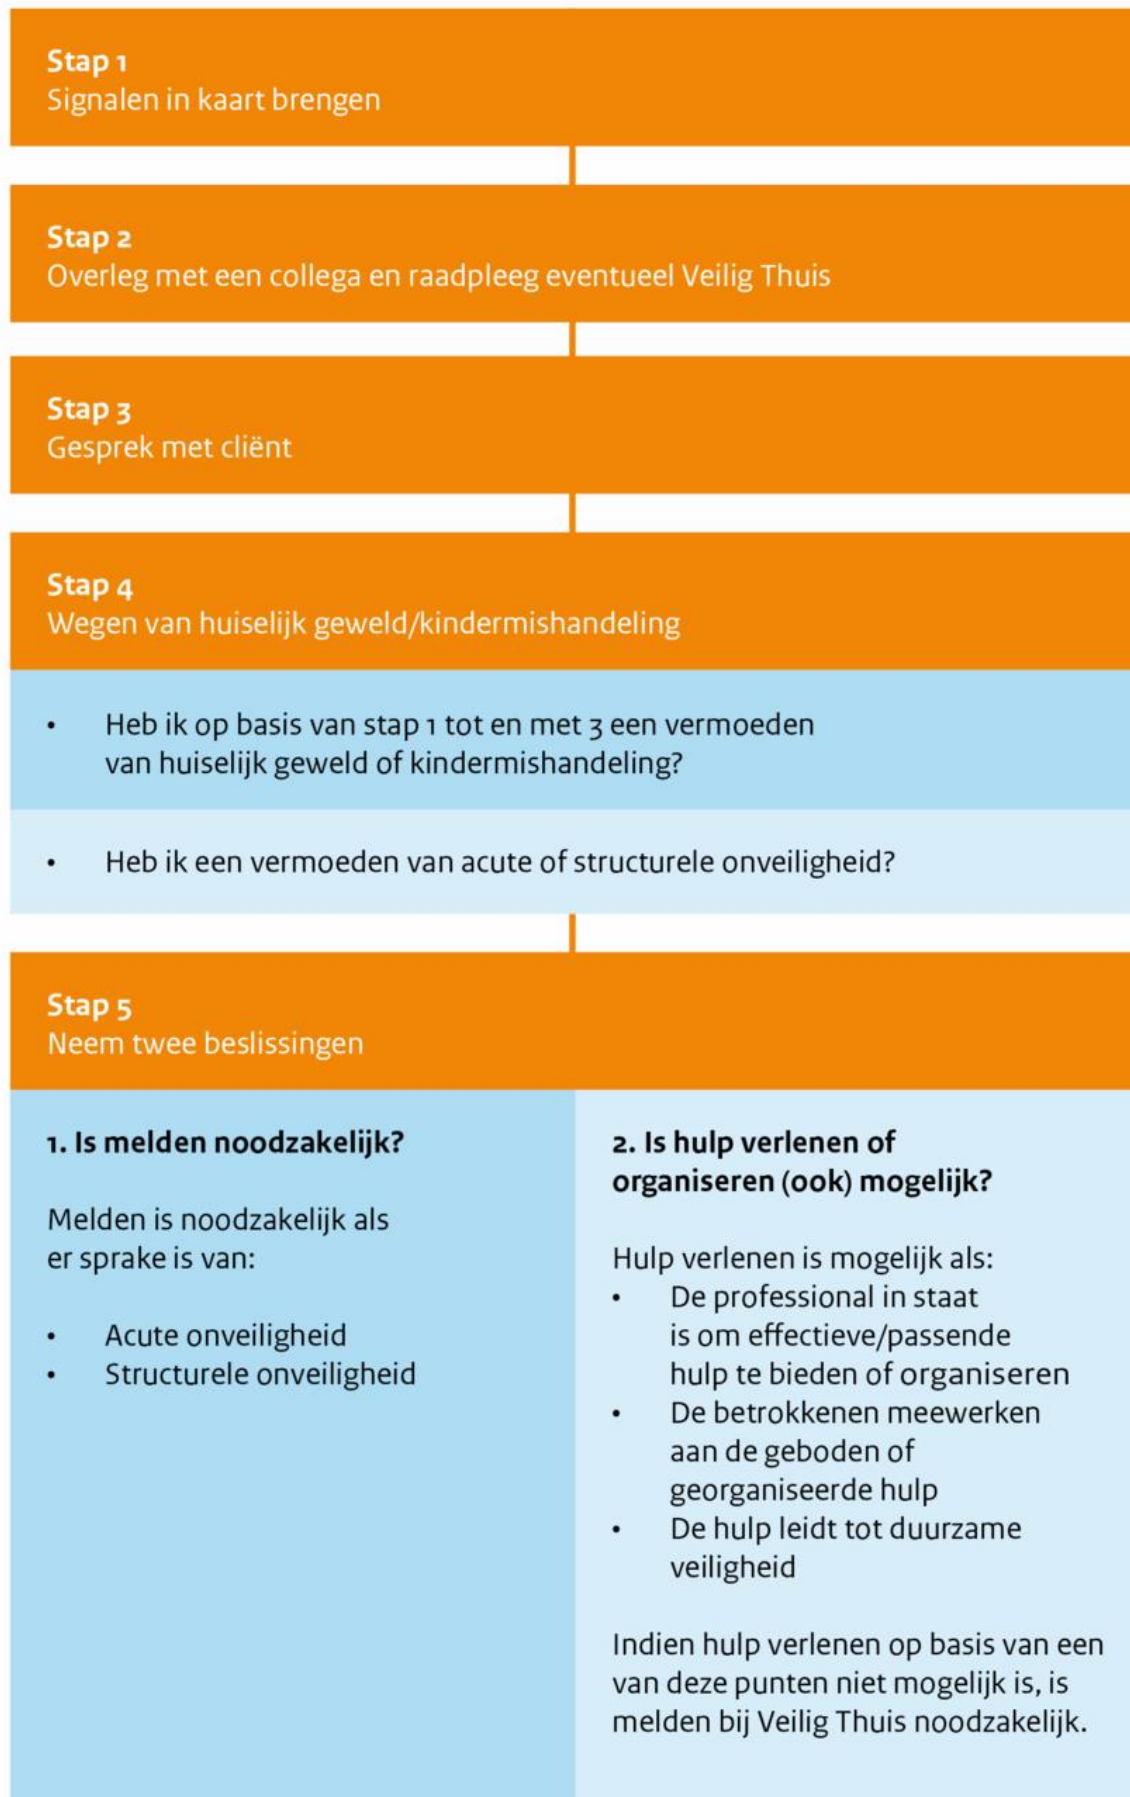 Stap 1
Signalen in kaart brengen
Stap 2
Overleg met een collega en raadpleeg eventueel Veilig Thuis
Stap 3
Gesprek met cliënt
Stap 4
Wegen van huiselijk geweld/kindermishandeling
• Heb ik op basis van stap 1 tot en met 3 een vermoeden
van huiselijk geweld of kindermishandeling?
• Heb ik een vermoeden van acute of structurele onveiligheid?
Stap 5
Neem twee beslissingen
1. Is melden noodzakelijk?
Melden is noodzakelijk als
er sprake is van:
• Acute onveiligheid
• Structurele onveiligheid
2. Is hulp verlenen of
organiseren (ook) mogelijk?
Hulp verlenen is mogelijk als:
• De professional in staat
is om effectieve/passende
hulp te bieden of organiseren
• De betrokkenen meewerken
aan de geboden of
georganiseerde hulp
• De hulp leidt tot duurzame
veiligheid
Indien hulp verlenen op basis van een
van deze punten niet mogelijk is, is
melden bij Veilig Thuis noodzakelijk.